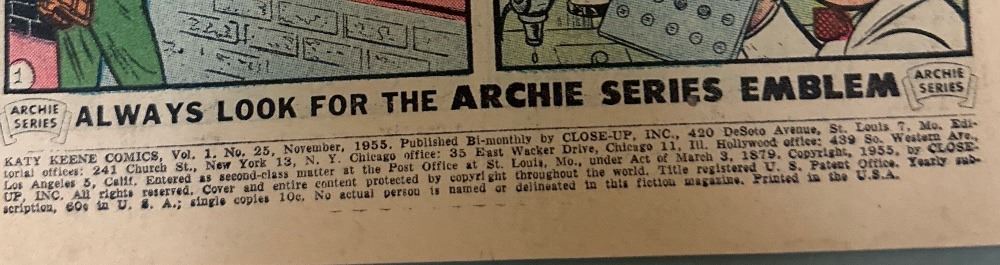 1
ARCHIE
SERIES
ALWAYS LOOK FOR THE ARCHIE SERIES EMBLEM
ARCHIE
SERIES
KATY KEENE COMICS, Vol. 1, No. 25, November, 1955. Published Bi-monthly by CLOSE-UP, INC., 420 DeSoto Avenue, St. Louis 7, Mo. Edi-
torial offices: 241 Church St., New York 13, N. Y. Chicago office: 35 East Wacker Drive, Chicago 11, Ill. Hollywood office: 439 So. Western Ave.,
Los Angeles 5, Calif. Entered as second-class matter at the Post Office at St. Louis, Mo., under Act of March 3, 1879. Copyright, 1955, by CLOSE-
UP, INC. All rights reserved. Cover and entire content protected by copyright throughout the world. Title registered U. S. Patent Office. Yearly sub-
scription, 60c in U. S. A.; single copies 10c. No actual person is named or delineated in this fiction magazine. Printed in the U.S.A.